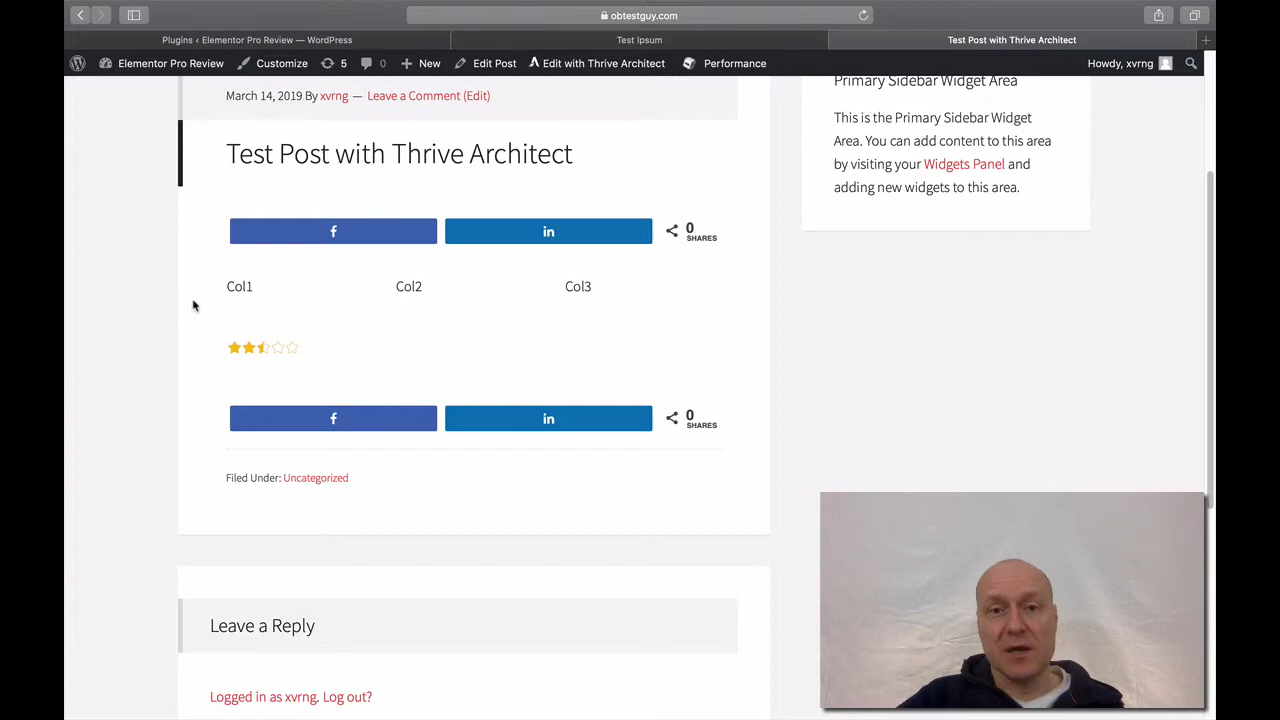 obtestguy.com
Plugins ‹ Elementor Pro Review — WordPress
Test Ipsum
Test Post with Thrive Architect
Elementor Pro Review
Customize
5
0
New
Edit Post
Edit with Thrive Architect
Performance
Howdy, xvrng
March 14, 2019 By xvrng — Leave a Comment (Edit)
Test Post with Thrive Architect
f
in
0
SHARES
Col1
Col2
Col3
f
in
0
SHARES
Filed Under: Uncategorized
Leave a Reply
Logged in as xvrng. Log out?
Primary Sidebar Widget Area
This is the Primary Sidebar Widget
Area. You can add content to this area
by visiting your Widgets Panel and
adding new widgets to this area.